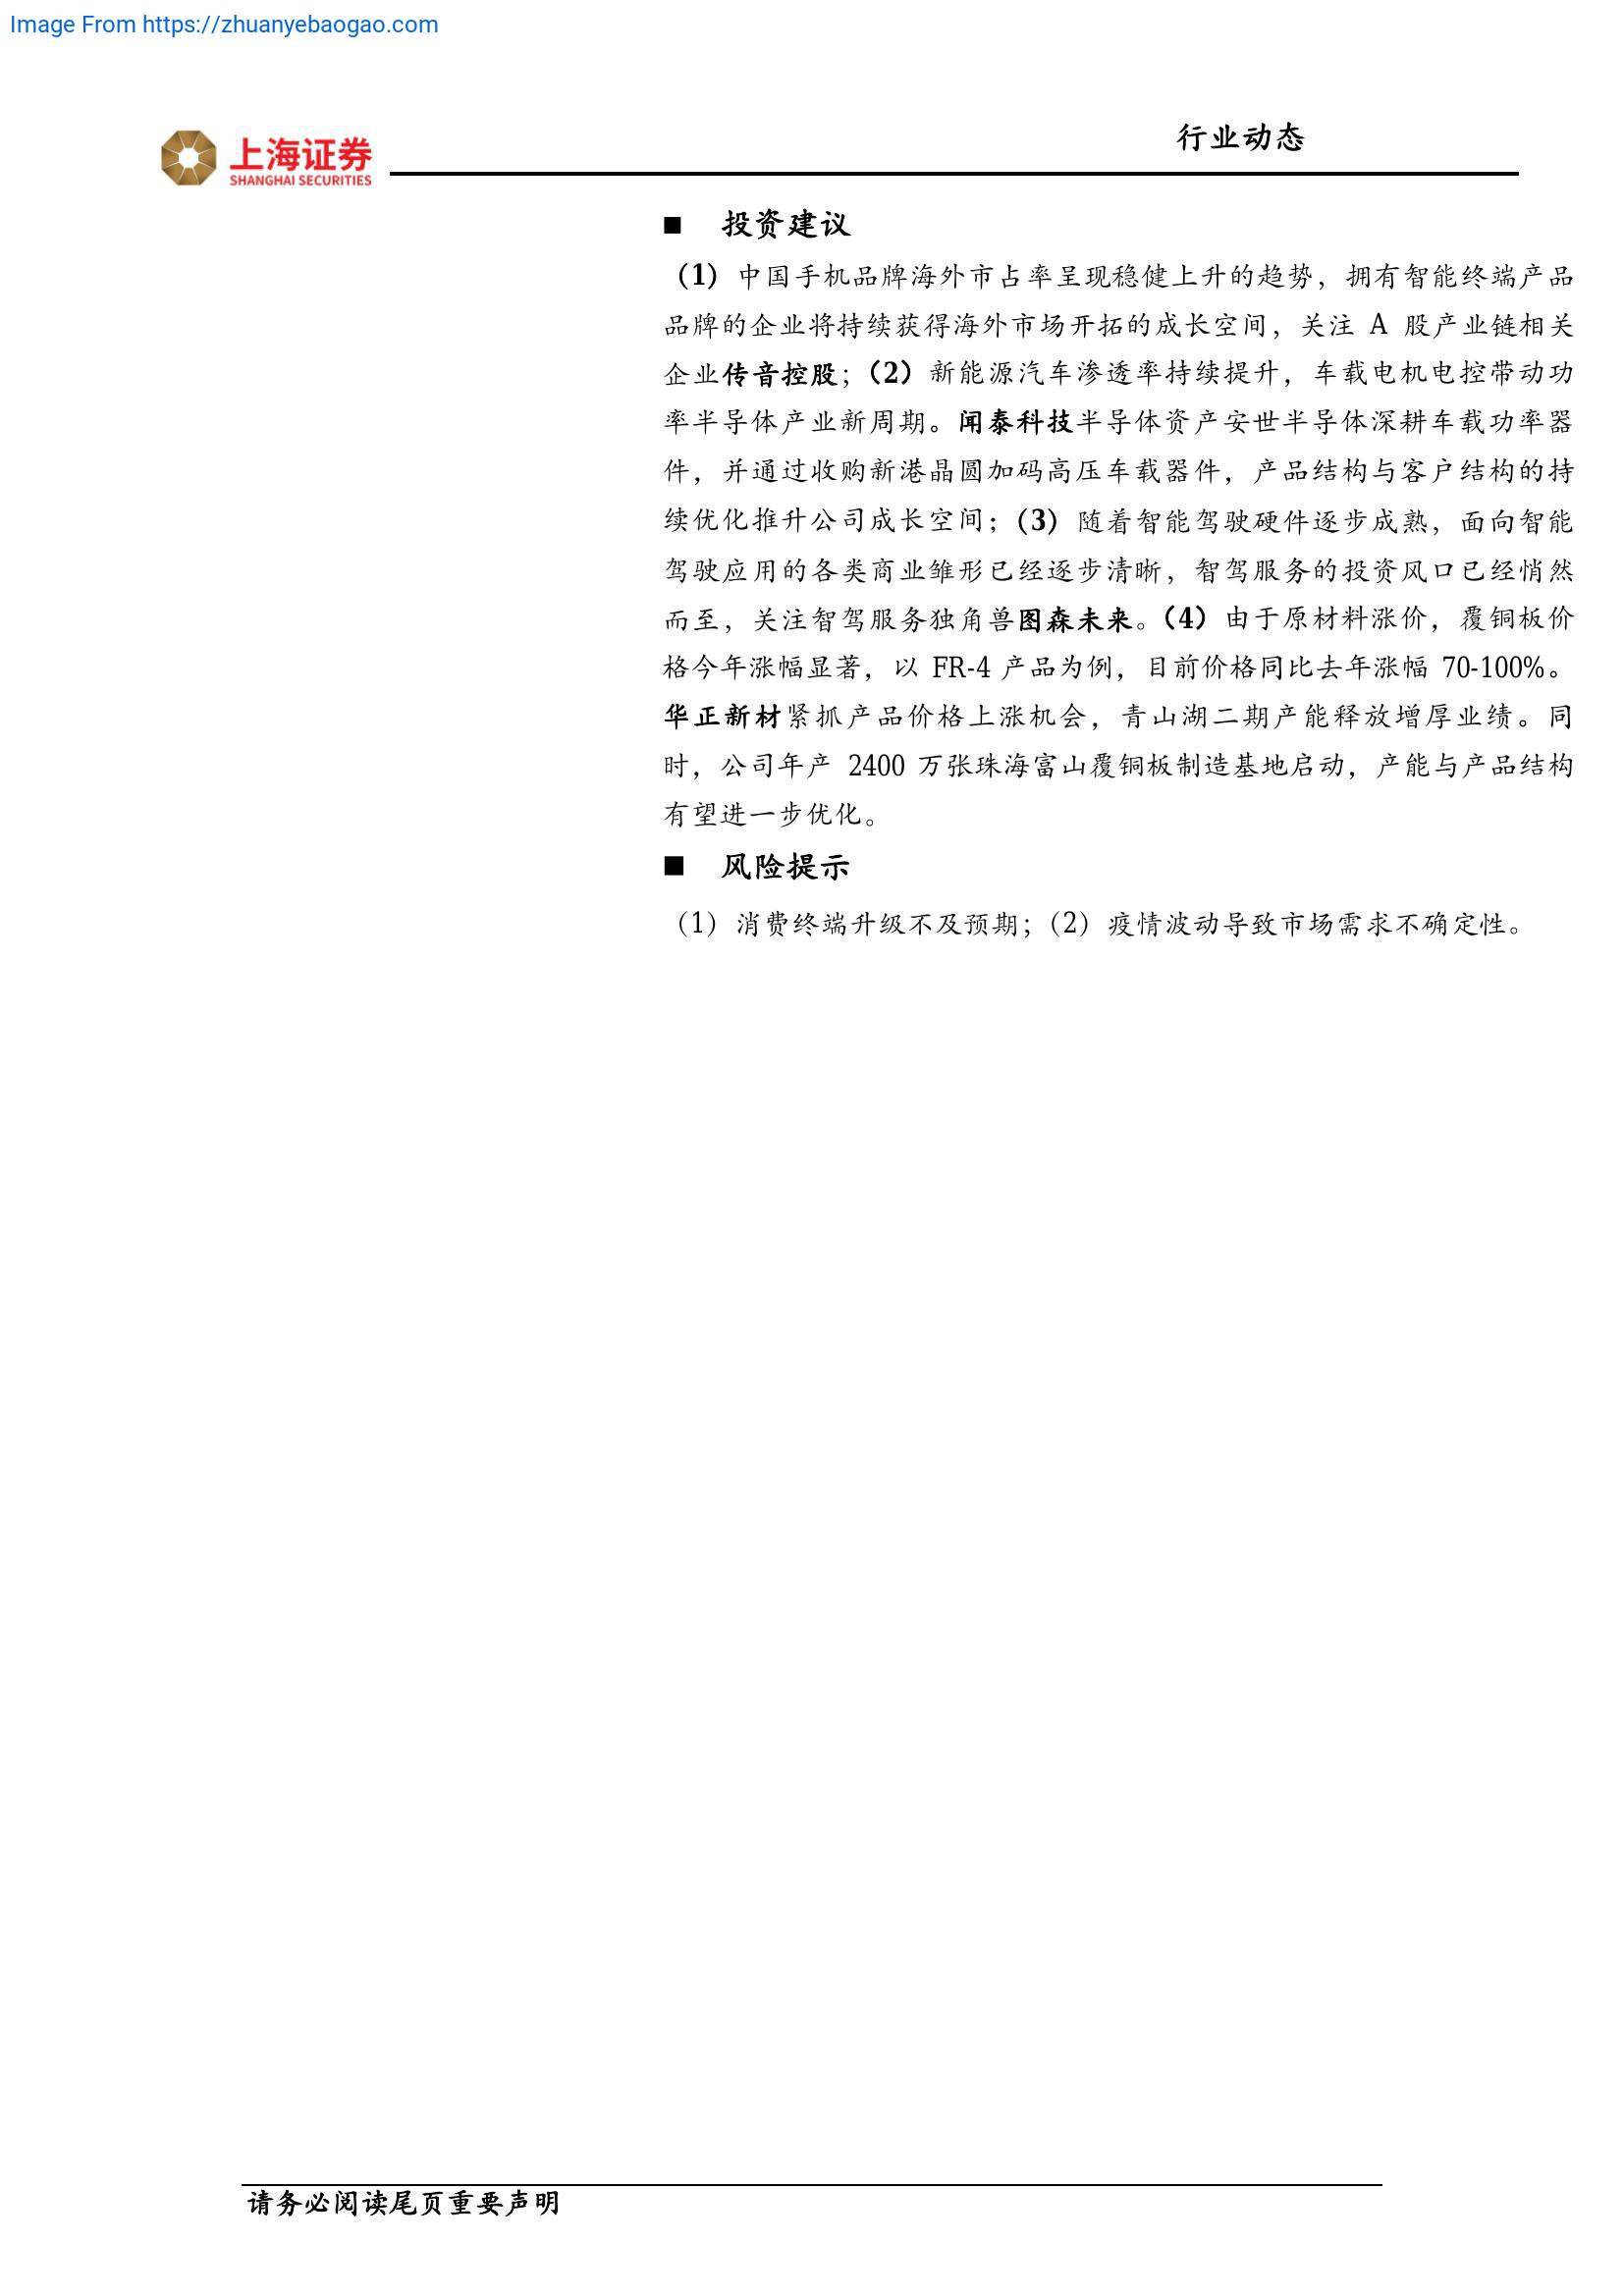 Image From https://zhuanyebaogao.com
行业动态
上海证券
SHANGHAI SECURITIES
■ 投资建议
（1）中国手机品牌海外市占率呈现稳健上升的趋势，拥有智能终端产品
品牌的企业将持续获得海外市场开拓的成长空间，关注 A 股产业链相关
企业传音控股；（2）新能源汽车渗透率持续提升，车载电机电控带动功
率半导体产业新周期。闻泰科技半导体资产安世半导体深耕车载功率器
件，并通过收购新港晶圆加码高压车载器件，产品结构与客户结构的持
续优化推升公司成长空间；（3）随着智能驾驶硬件逐步成熟，面向智能
驾驶应用的各类商业雏形已经逐步清晰，智驾服务的投资风口已经悄然
而至，关注智驾服务独角兽图森未来。（4）由于原材料涨价，覆铜板价
格今年涨幅显著，以 FR-4 产品为例，目前价格同比去年涨幅 70-100%。
华正新材紧抓产品价格上涨机会，青山湖二期产能释放增厚业绩。同
时，公司年产 2400 万张珠海富山覆铜板制造基地启动，产能与产品结构
有望进一步优化。
■ 风险提示
（1）消费终端升级不及预期；（2）疫情波动导致市场需求不确定性。
请务必阅读尾页重要声明